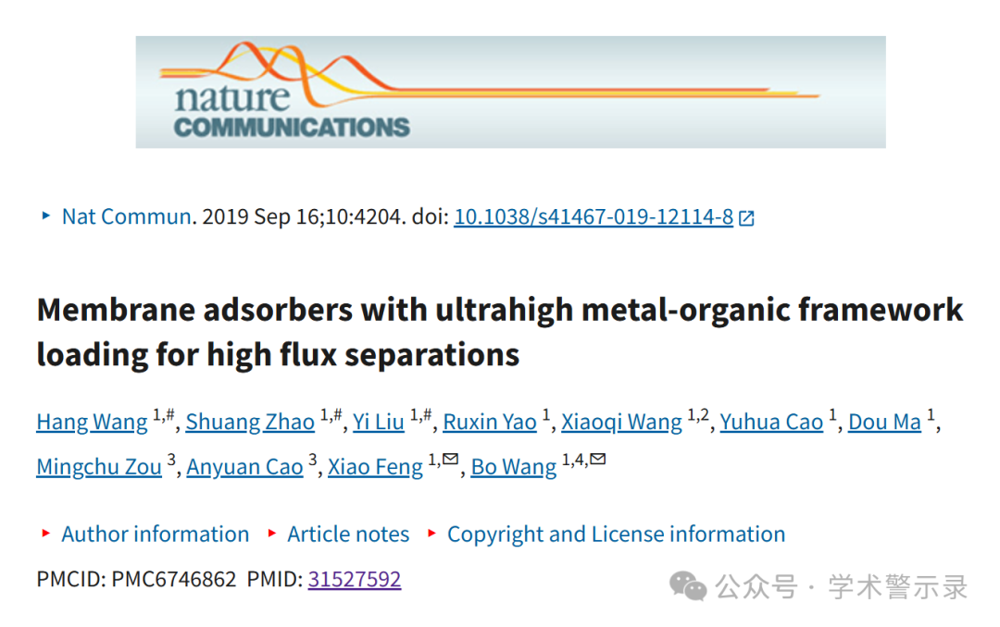 nature
COMMUNICATIONS
Nat Commun. 2019 Sep 16;10:4204. doi: 10.1038/s41467-019-12114-8
Membrane adsorbers with ultrahigh metal-organic framework
loading for high flux separations
Hang Wang 1,#, Shuang Zhao 1,#, Yi Liu 1,#, Ruxin Yao 1, Xiaoqi Wang 1,2, Yuhua Cao 1, Dou Ma 1,
Mingchu Zou 3, Anyuan Cao 3, Xiao Feng 1,✉, Bo Wang 1,4,✉
Author information Article notes Copyright and License information
PMCID: PMC6746862 PMID: 31527592
公众号 · 学术警示录